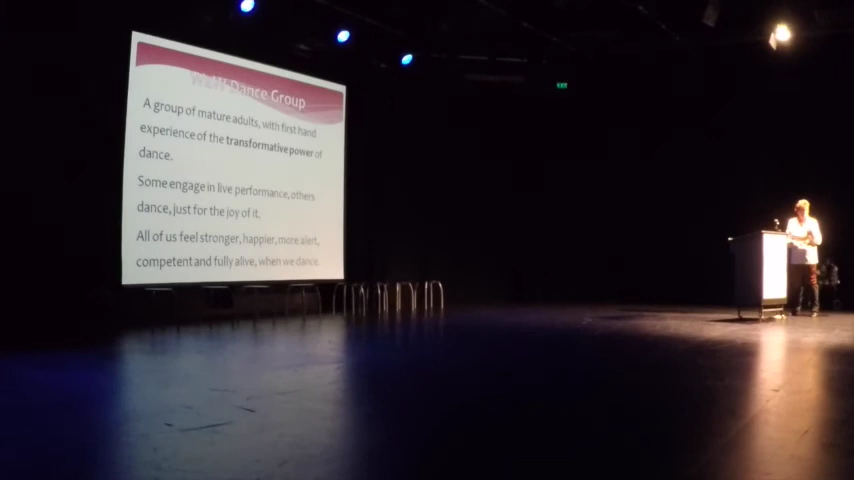 Dance Group
A group of mature adults, with first hand
experience of the transformative power of
dance.
Some engage in live performance, others
dance, just for the joy of it.
All of us feel stronger, happier, more alert,
competent and fully alive, when we dance.